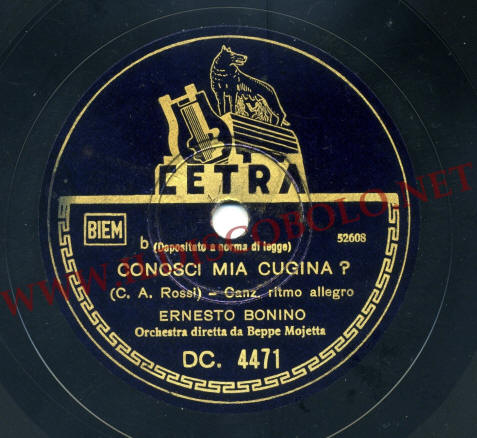 CETRA
BIEM
b (Depositato a norma di legge) 52608
CONOSCI MIA CUGINA ?
(C. A. Rossi) - Canz. ritmo allegro
ERNESTO BONINO
Orchestra diretta da Beppe Mojetta
DC. 4471
WWW.ILDISCOBOLO.NET